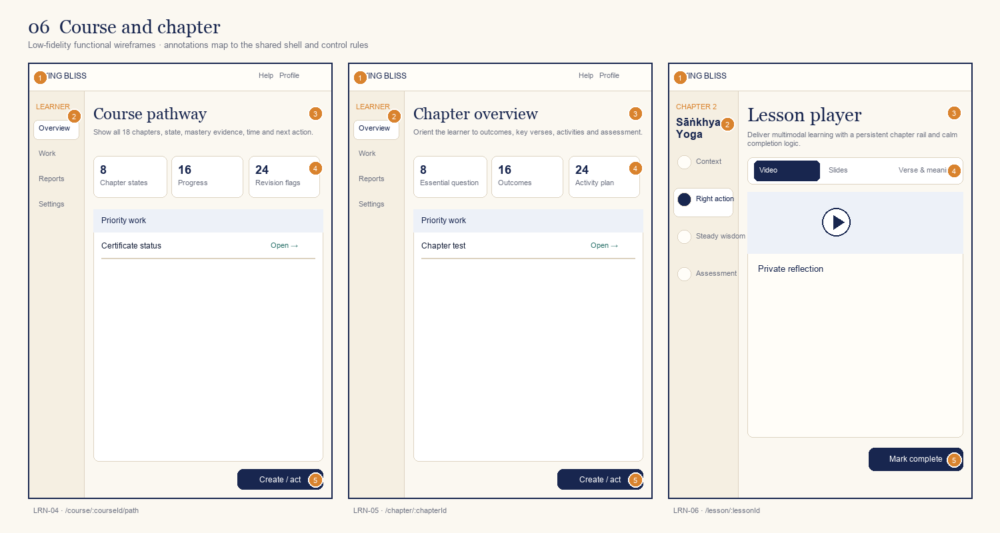 06 Course and chapter
Low-fidelity functional wireframes · annotations map to the shared shell and control rules
1 ING BLISS
Help Profile
LEARNER
2
Overview
Work
Reports
Settings
Course pathway
3
Show all 18 chapters, state, mastery evidence, time and next action.
8
Chapter states
16
Progress
24
Revision flags
4
Priority work
Certificate status
Open →
Create / act
5
LRN-04 · /course/:courseId/path
1 ING BLISS
Help Profile
LEARNER
2
Overview
Work
Reports
Settings
Chapter overview
3
Orient the learner to outcomes, key verses, activities and assessment.
8
Essential question
16
Outcomes
24
Activity plan
4
Priority work
Chapter test
Open →
Create / act
5
LRN-05 · /chapter/:chapterId
1 ING BLISS
CHAPTER 2
Sāṅkhya
Yoga
2
Context
Right action
Steady wisdom
Assessment
Lesson player
3
Deliver multimodal learning with a persistent chapter rail and calm
completion logic.
Video
Slides
Verse & meani
4
Private reflection
Mark complete
5
LRN-06 · /lesson/:lessonId